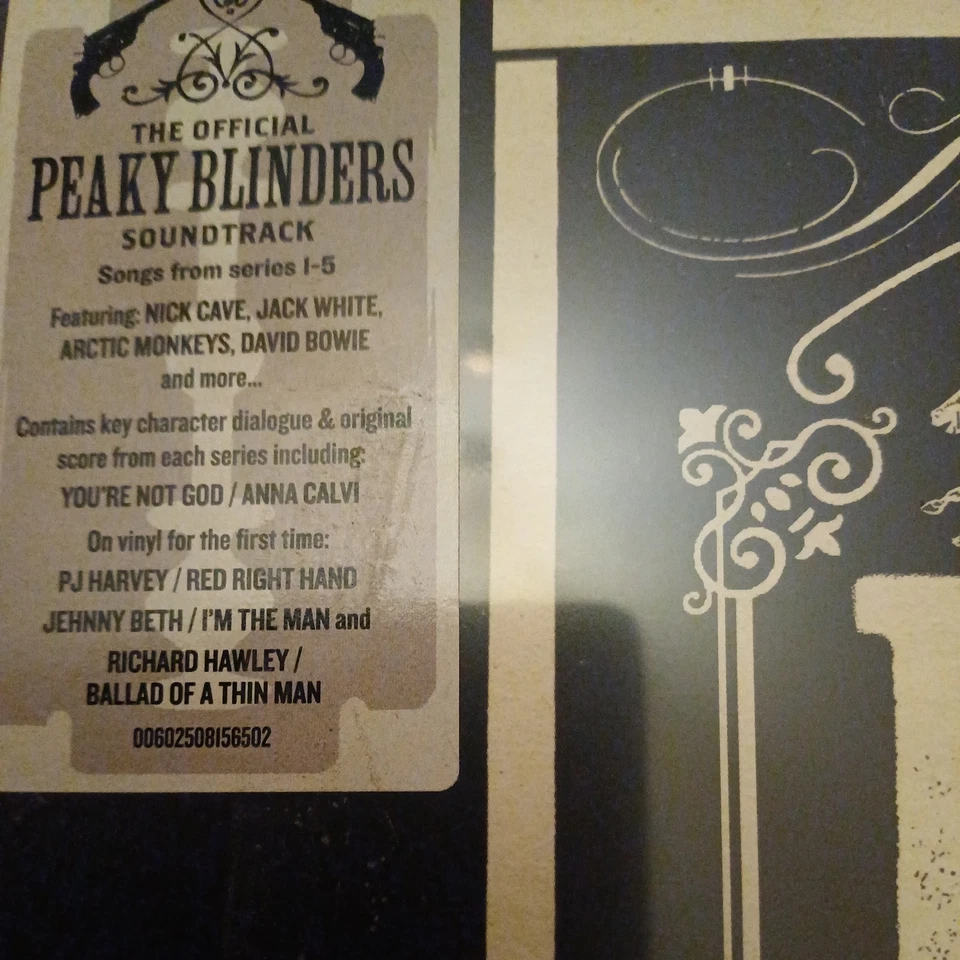 THE OFFICIAL
PEAKY BLINDERS
SOUNDTRACK
Songs from series 1-5
Featuring: NICK CAVE, JACK WHITE,
ARCTIC MONKEYS, DAVID BOWIE
and more...
Contains key character dialogue & original
score from each series including:
YOU'RE NOT GOD / ANNA CALVI
On vinyl for the first time:
PJ HARVEY / RED RIGHT HAND
JEHNNY BETH / I'M THE MAN and
RICHARD HAWLEY /
BALLAD OF A THIN MAN
00602508156502